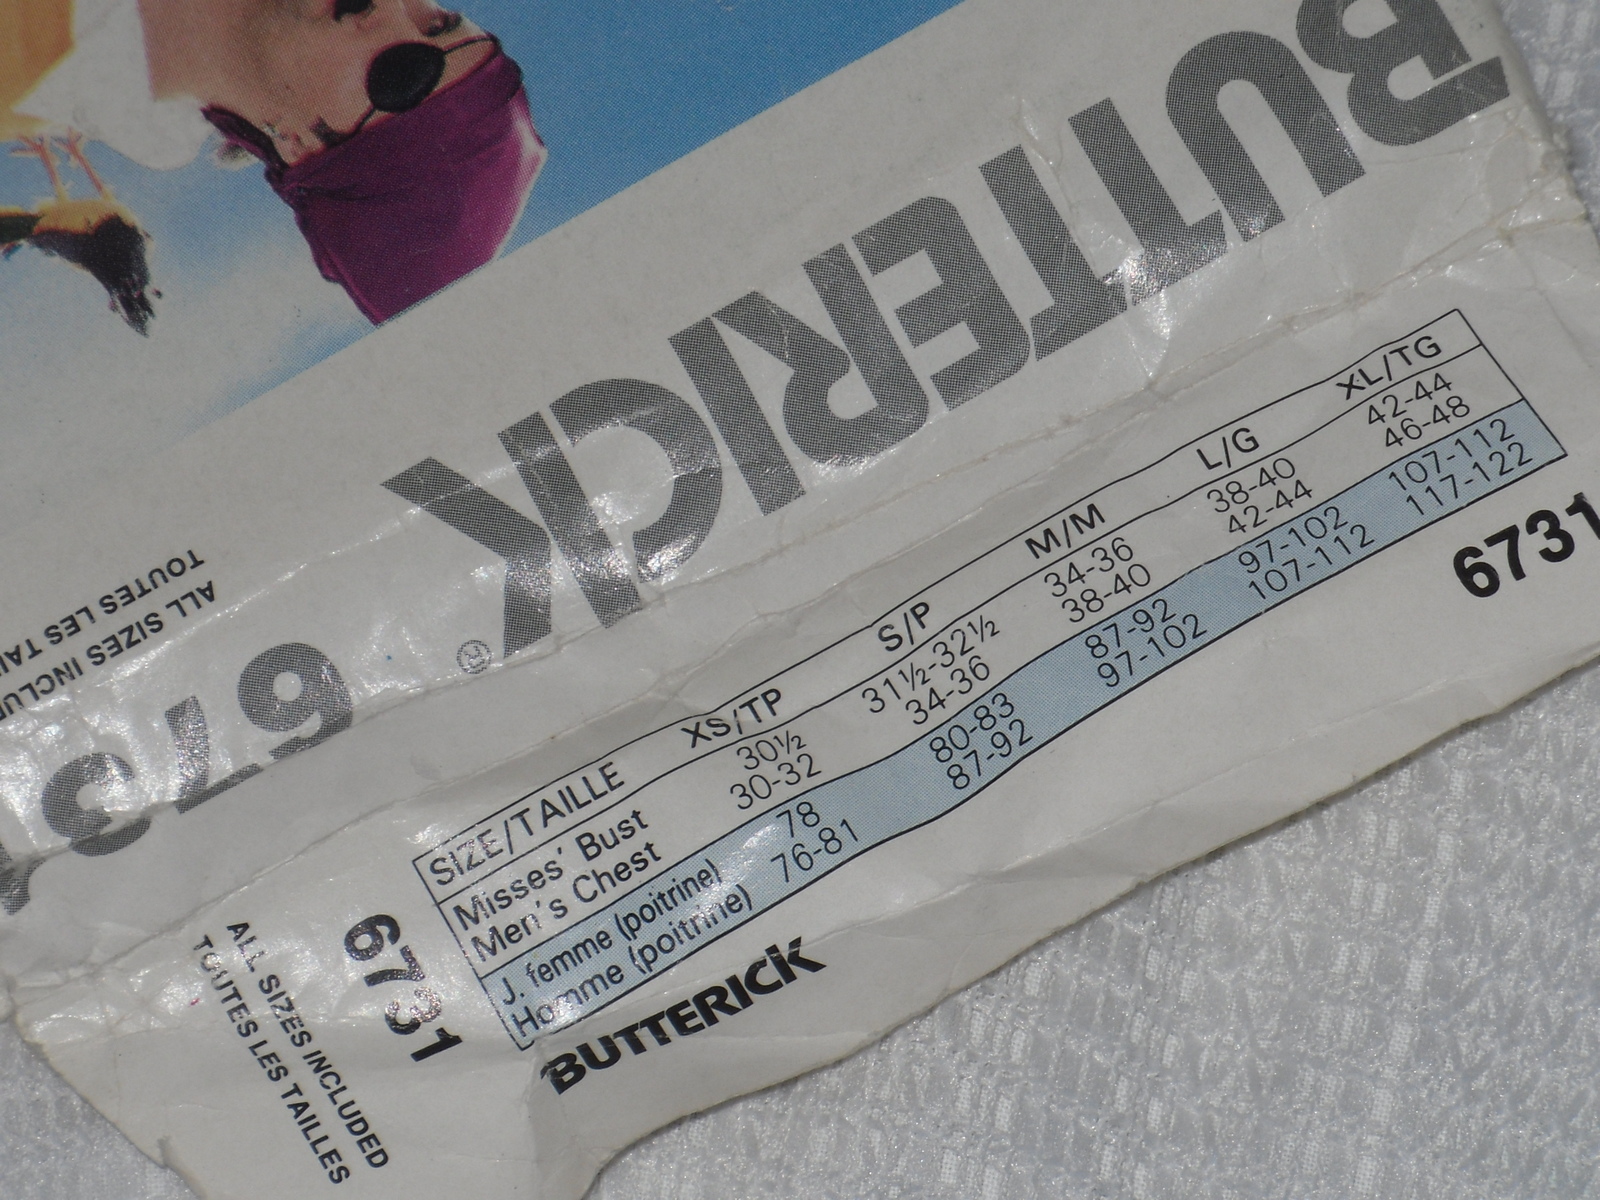 BUTTERICK®
673
ALL SIZES INCLU
TOUTES LES TAI
SIZE/TAILLE XS/TP S/P M/M L/G XL/TG
Misses' Bust 30½ 31½-32½ 34-36 38-40 42-44
Men's Chest 30-32 34-36 38-40 42-44 46-48
J. femme (poitrine) 78 80-83 87-92 97-102 107-112
Homme (poitrine) 76-81 87-92 97-102 107-112 117-122
BUTTERICK
6731
6731
ALL SIZES INCLUDED
TOUTES LES TAILLES